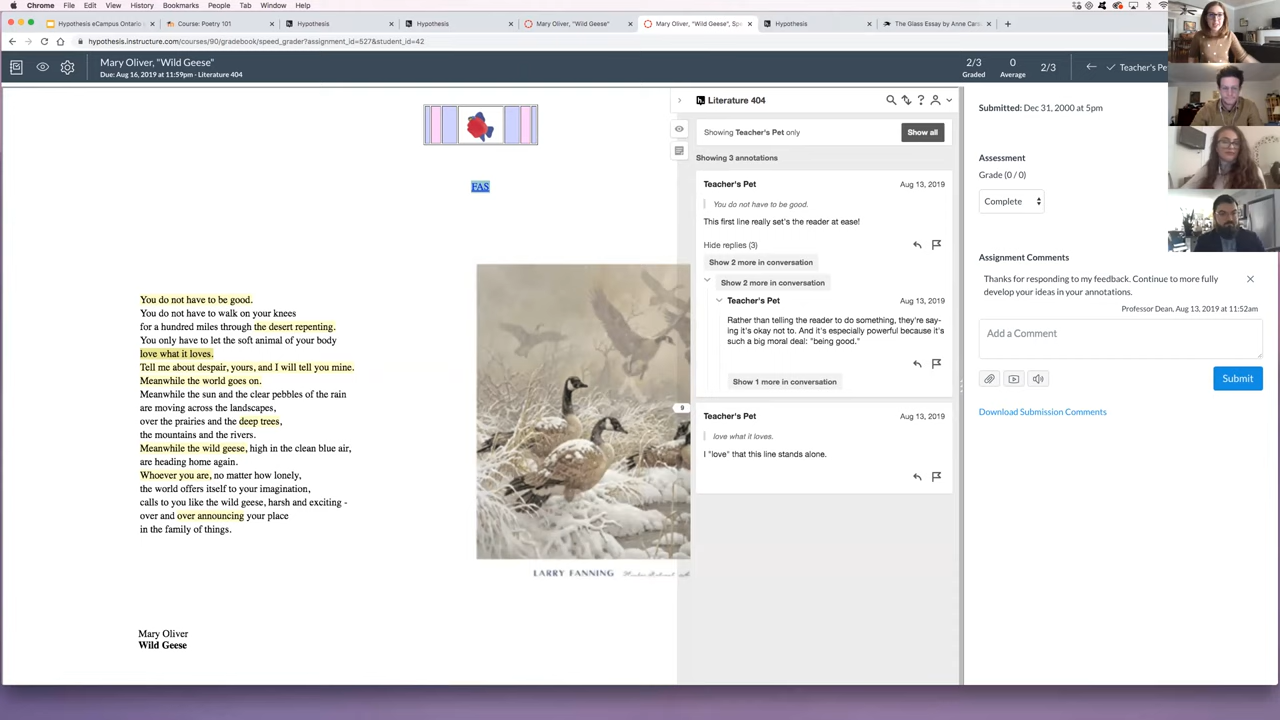 Chrome File Edit View History Bookmarks People Tab Window Help
Hypothesis eCampus Ontario
Course: Poetry 101
Hypothesis
Hypothesis
Mary Oliver, "Wild Geese"
Mary Oliver, "Wild Geese", Spe
Hypothesis
The Glass Essay by Anne Cars
hypothesis.instructure.com/courses/90/gradebook/speed_grader?assignment_id=527&student_id=42
Mary Oliver, "Wild Geese"
Due: Aug 16, 2019 at 11:59pm - Literature 404
2/3
Graded
0
Average
2/3
Teacher's Pe
FAS
You do not have to be good.
You do not have to walk on your knees
for a hundred miles through the desert repenting.
You only have to let the soft animal of your body
love what it loves.
Tell me about despair, yours, and I will tell you mine.
Meanwhile the world goes on.
Meanwhile the sun and the clear pebbles of the rain
are moving across the landscapes,
over the prairies and the deep trees,
the mountains and the rivers.
Meanwhile the wild geese, high in the clean blue air,
are heading home again.
Whoever you are, no matter how lonely,
the world offers itself to your imagination,
calls to you like the wild geese, harsh and exciting -
over and over announcing your place
in the family of things.
LARRY FANNING
Mary Oliver
Wild Geese
Literature 404
Showing Teacher's Pet only
Show all
Showing 3 annotations
Teacher's Pet
Aug 13, 2019
You do not have to be good.
This first line really set's the reader at ease!
Hide replies (3)
Show 2 more in conversation
Show 2 more in conversation
Teacher's Pet
Aug 13, 2019
Rather than telling the reader to do something, they're say-
ing it's okay not to. And it's especially powerful because it's
such a big moral deal: "being good."
Show 1 more in conversation
9
Teacher's Pet
Aug 13, 2019
love what it loves.
I "love" that this line stands alone.
Submitted: Dec 31, 2000 at 5pm
Assessment
Grade (0 / 0)
Complete
Assignment Comments
Thanks for responding to my feedback. Continue to more fully
develop your ideas in your annotations.
Professor Dean, Aug 13, 2019 at 11:52am
Add a Comment
Submit
Download Submission Comments